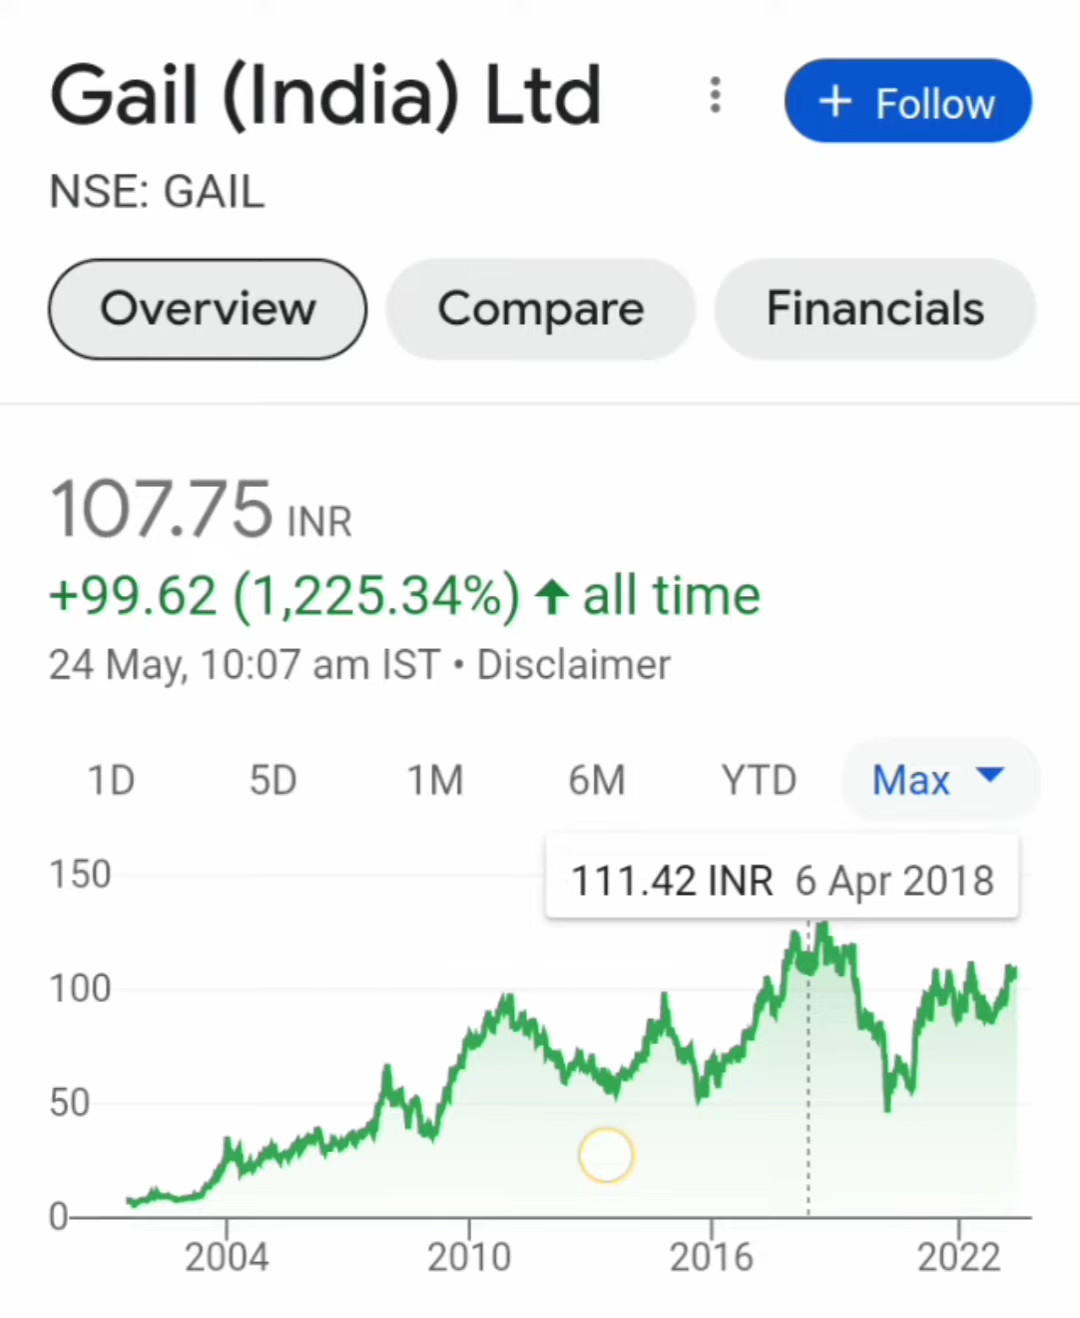 Gail (India) Ltd
+ Follow
NSE: GAIL
Overview Compare Financials
107.75 INR
+99.62 (1,225.34%) ↑ all time
24 May, 10:07 am IST • Disclaimer
1D 5D 1M 6M YTD Max
111.42 INR 6 Apr 2018
150
100
50
0
2004 2010 2016 2022